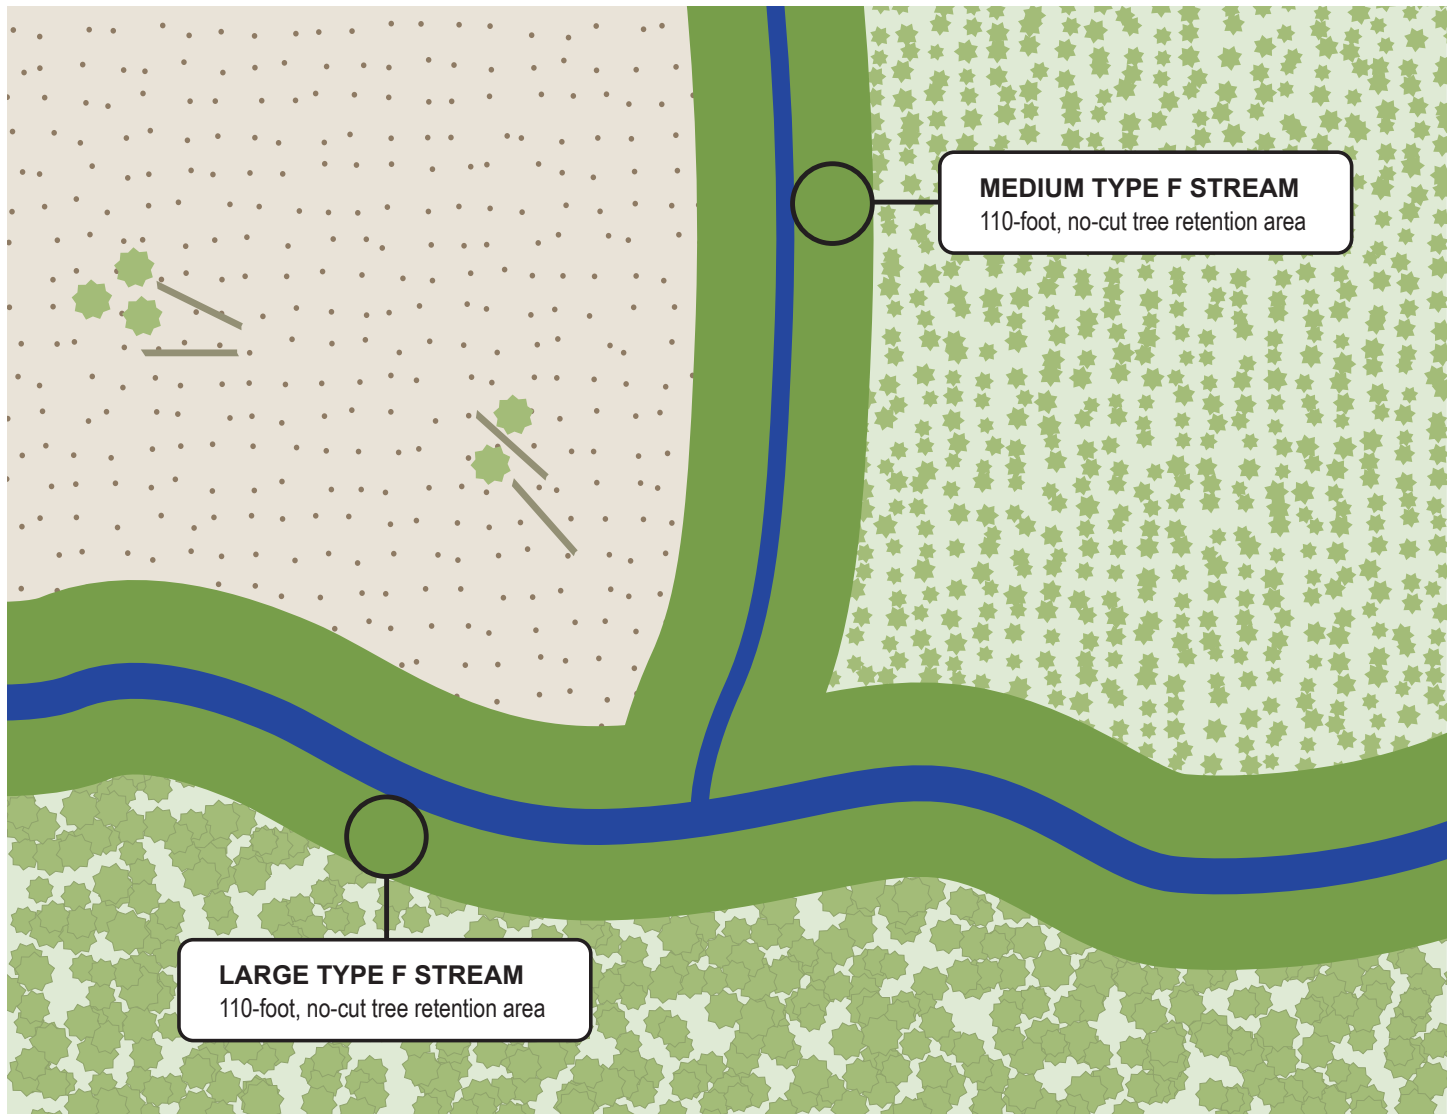 MEDIUM TYPE F STREAM
110-foot, no-cut tree retention area
LARGE TYPE F STREAM
110-foot, no-cut tree retention area